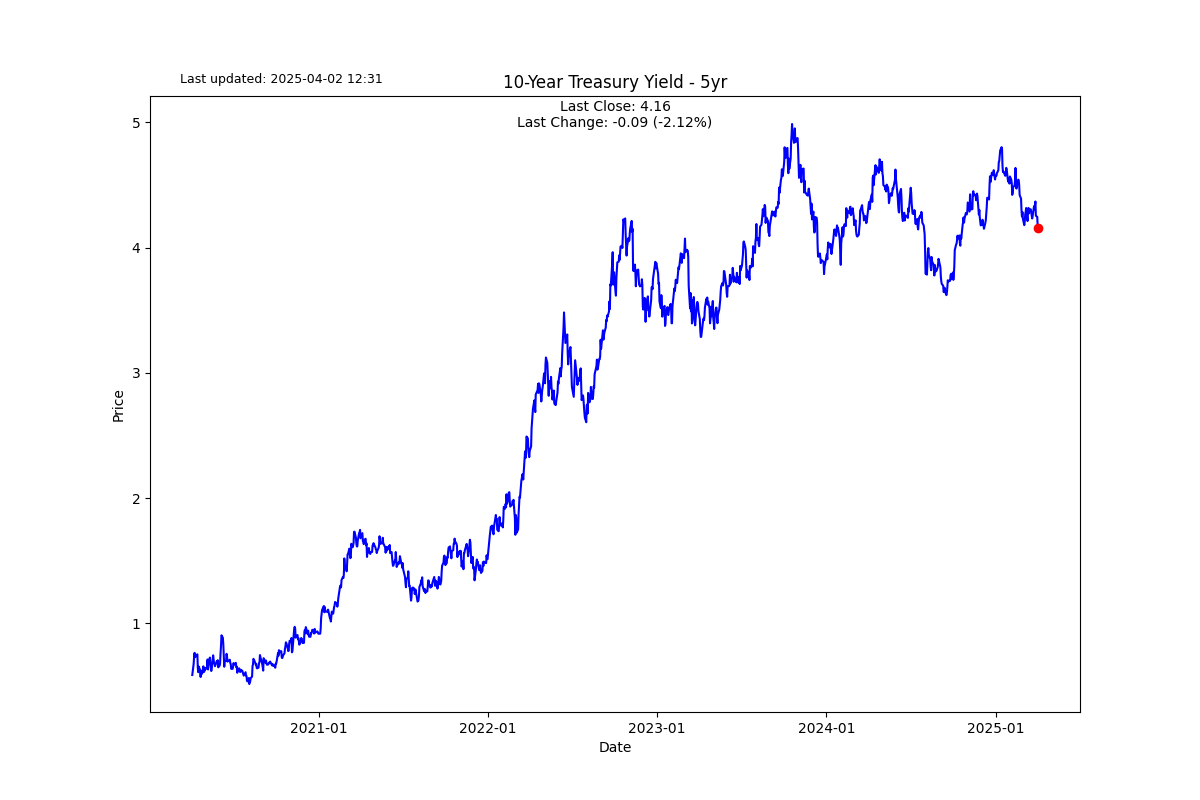 Last updated: 2025-04-02 12:31
10-Year Treasury Yield - 5yr
Last Close: 4.16
Last Change: -0.09 (-2.12%)
5
4
3
2
1
Price
2021-01
2022-01
2023-01
2024-01
2025-01
Date